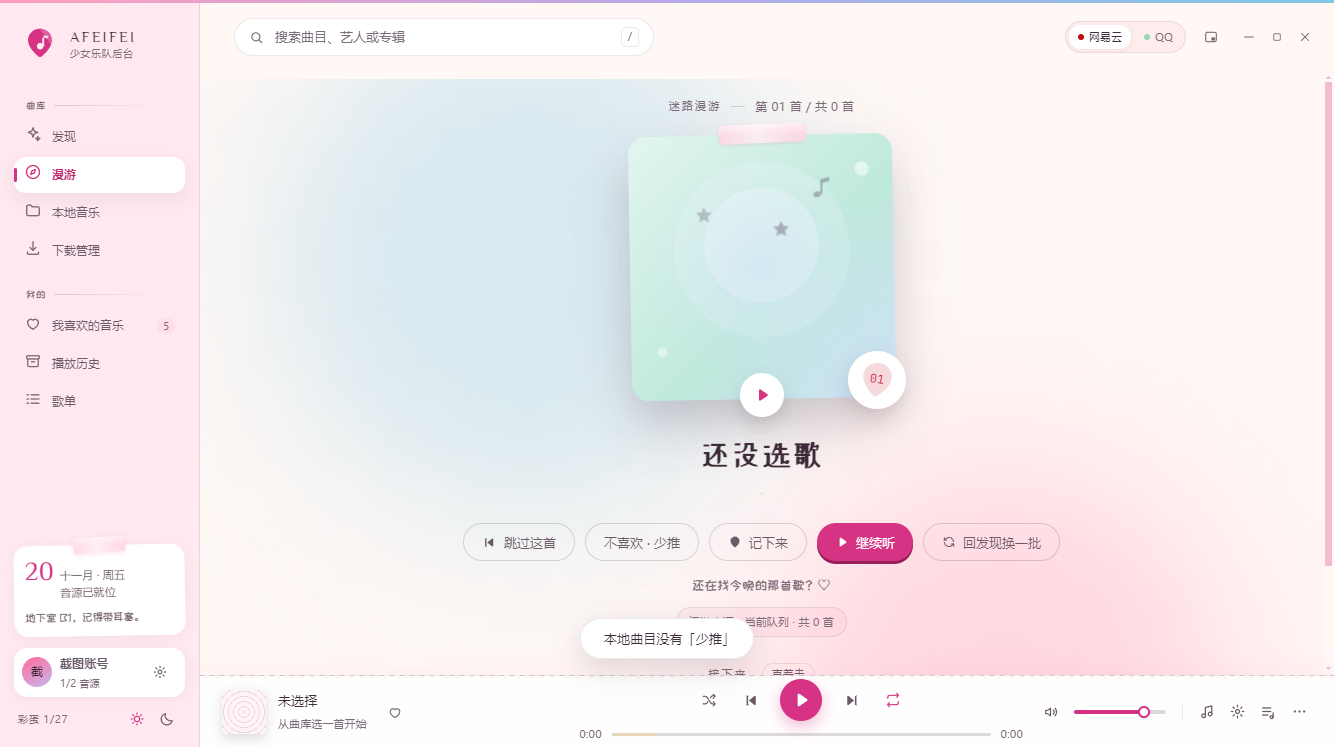 AFEIFEI
少女乐队后台
搜索曲目、艺人或专辑
/
网易云
QQ
曲库
发现
漫游
本地音乐
下载管理
我的
我喜欢的音乐
5
播放历史
歌单
20
十一月 · 周五
音源已就位
地下室 B1，记得带耳塞。
截
截图账号
1/2 音源
彩蛋 1/27
迷路漫游 — 第 01 首 / 共 0 首
01
还没选歌
跳过这首
不喜欢 · 少推
记下来
继续听
回发现换一批
还在找今晚的那首歌？♡
当前队列 · 共 0 首
本地曲目没有「少推」
接下来
未选择
从曲库选一首开始
0:00
0:00